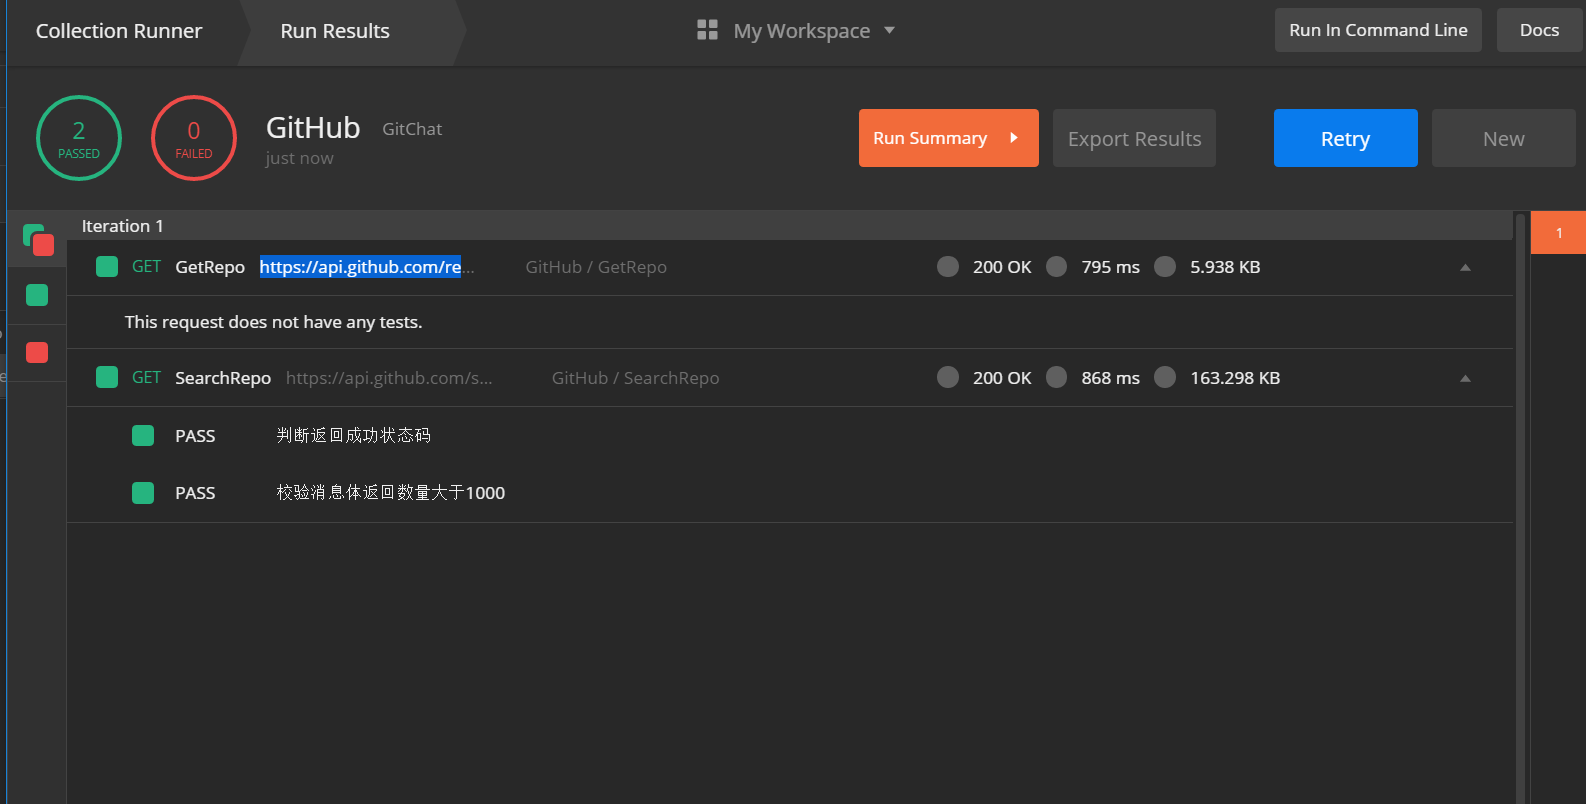 Collection Runner Run Results My Workspace Run In Command Line Docs
2 PASSED 0 FAILED GitHub GitChat just now Run Summary Export Results Retry New
Iteration 1 1
GET GetRepo https://api.github.com/re... GitHub / GetRepo 200 OK 795 ms 5.938 KB
This request does not have any tests.
GET SearchRepo https://api.github.com/s... GitHub / SearchRepo 200 OK 868 ms 163.298 KB
PASS 判断返回成功状态码
PASS 校验消息体返回数量大于1000